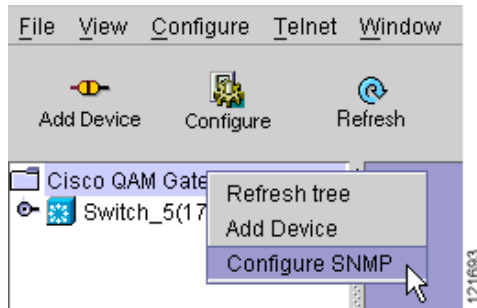 File View Configure Telnet Window
Add Device Configure Refresh
Cisco QAM Gate
Switch_5(17
Refresh tree
Add Device
Configure SNMP
121693